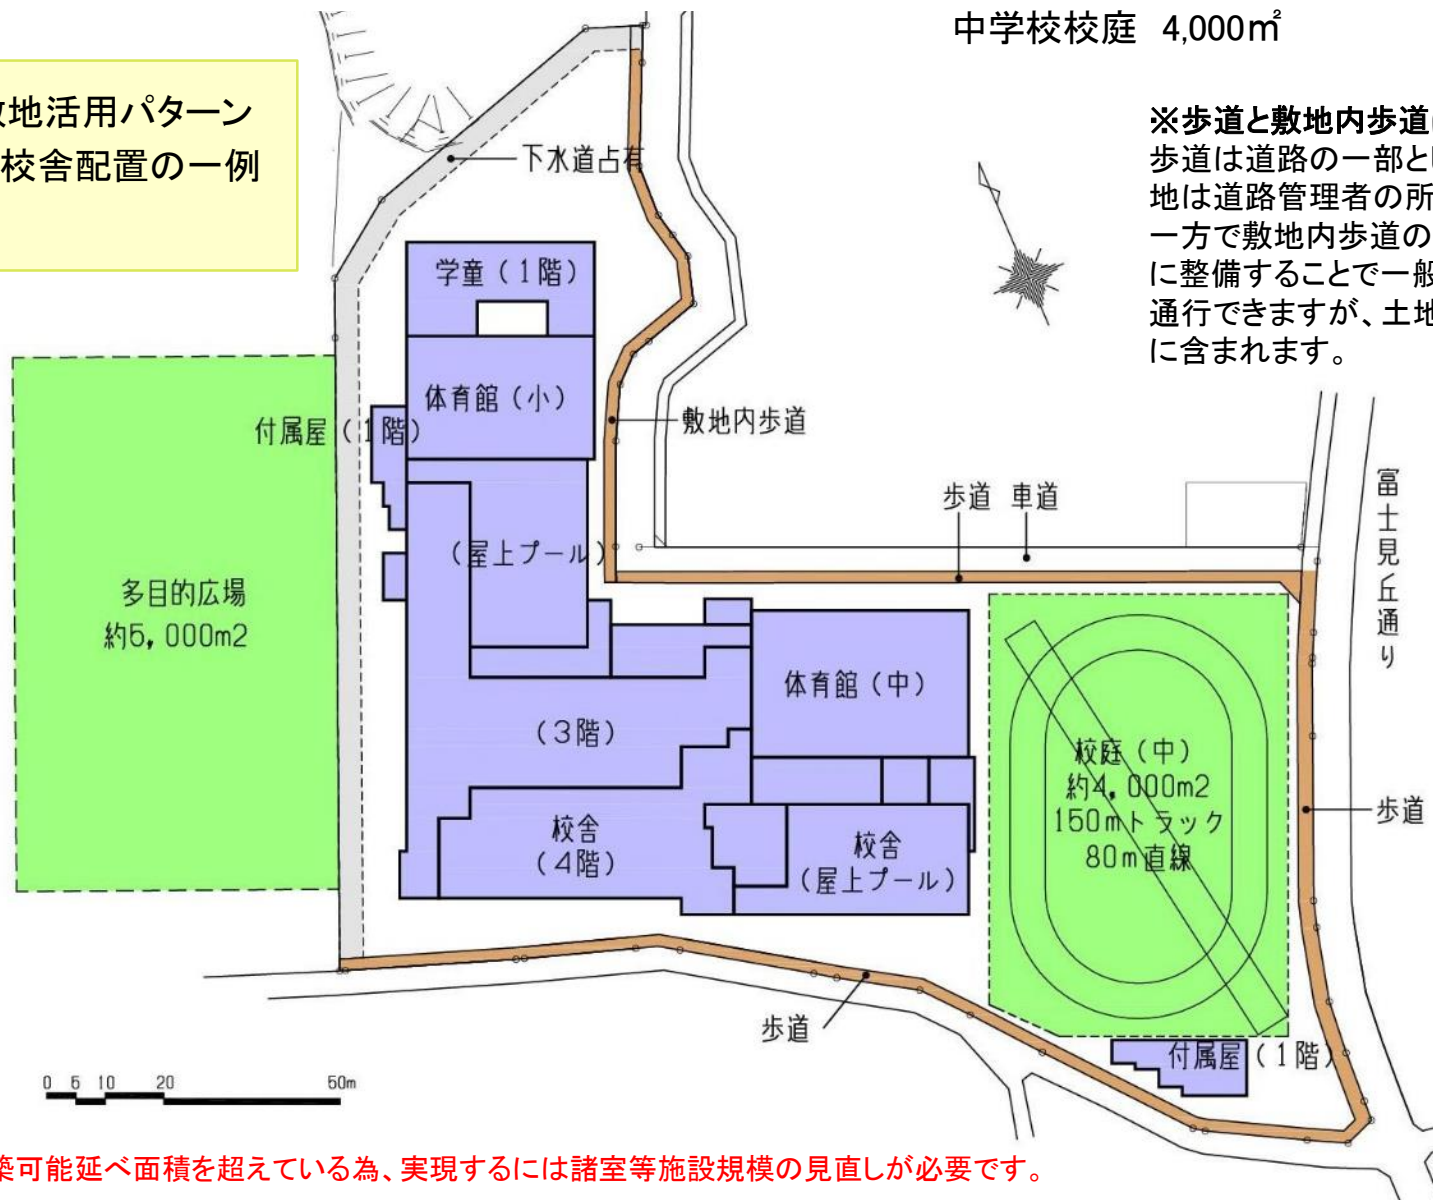 中学校校庭 4,000㎡
敷地活用パターン
校舎配置の一例
※歩道と敷地内歩道
歩道は道路の一部と
地は道路管理者の所
一方で敷地内歩道の
に整備することで一般
通行できますが、土地
に含まれます。
下水道占有
学童(1階)
体育館(小)
付属屋(1階)
敷地内歩道
歩道 車道
富士見丘通り
(屋上プール)
多目的広場
約5,000m2
体育館(中)
(3階)
校庭(中)
約4,000m2
150mトラック
80m直線
歩道
校舎
(4階)
校舎
(屋上プール)
歩道
付属屋(1階)
0 5 10 20 50m
築可能延べ面積を超えている為、実現するには諸室等施設規模の見直しが必要です。